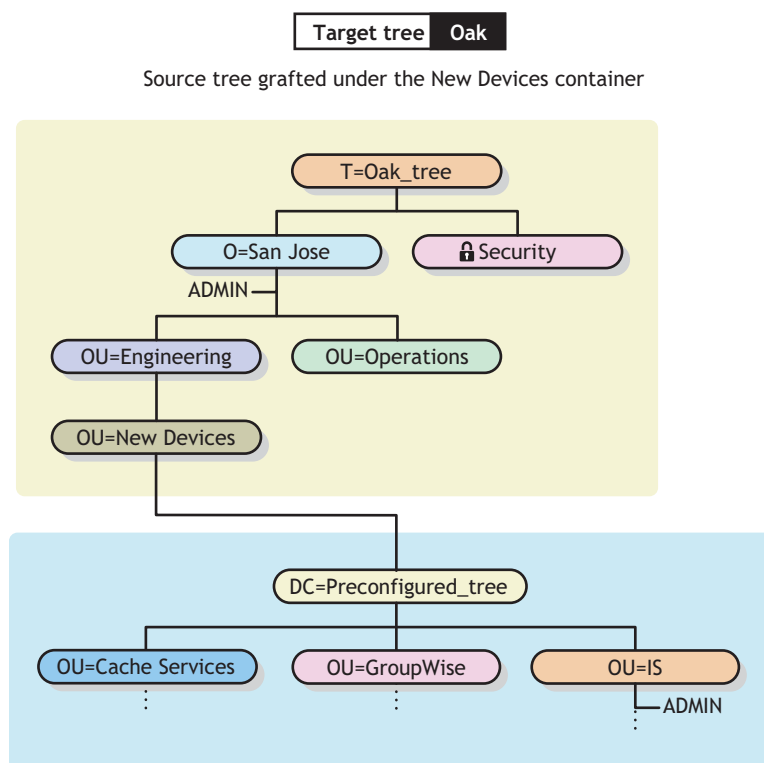 Target tree Oak
Source tree grafted under the New Devices container
T=Oak_tree
O=San Jose
Security
ADMIN
OU=Engineering
OU=Operations
OU=New Devices
DC=Preconfigured_tree
OU=Cache Services
OU=GroupWise
OU=IS
ADMIN